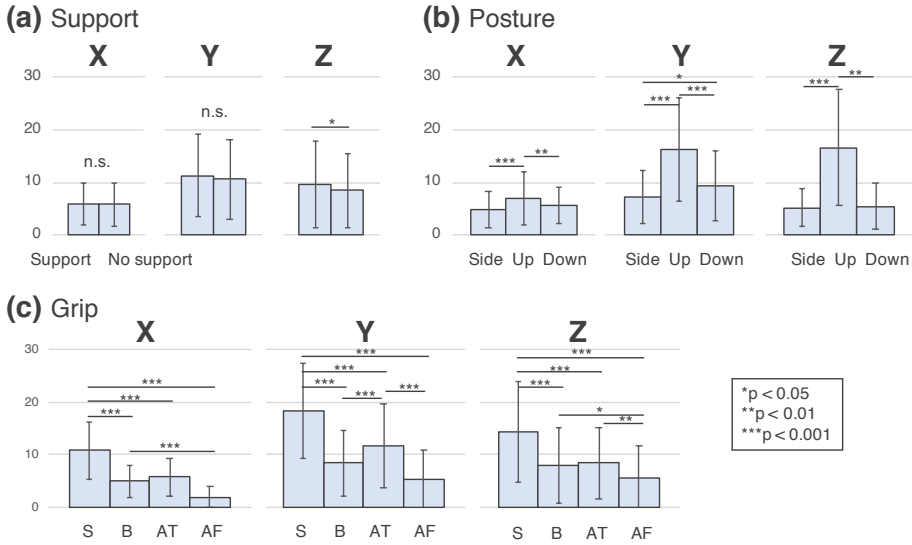 (a) Support
X Y Z
30
20
10
0
n.s.
n.s.
*
Support No support
(b) Posture
X Y Z
30
20
10
0
*** **
*
*** ***
*** **
Side Up Down Side Up Down Side Up Down
(c) Grip
X Y Z
30
20
10
0
***
***
***
***
***
***
***
*** ***
***
***
***
*
**
S B AT AF S B AT AF S B AT AF
*p < 0.05
**p < 0.01
***p < 0.001